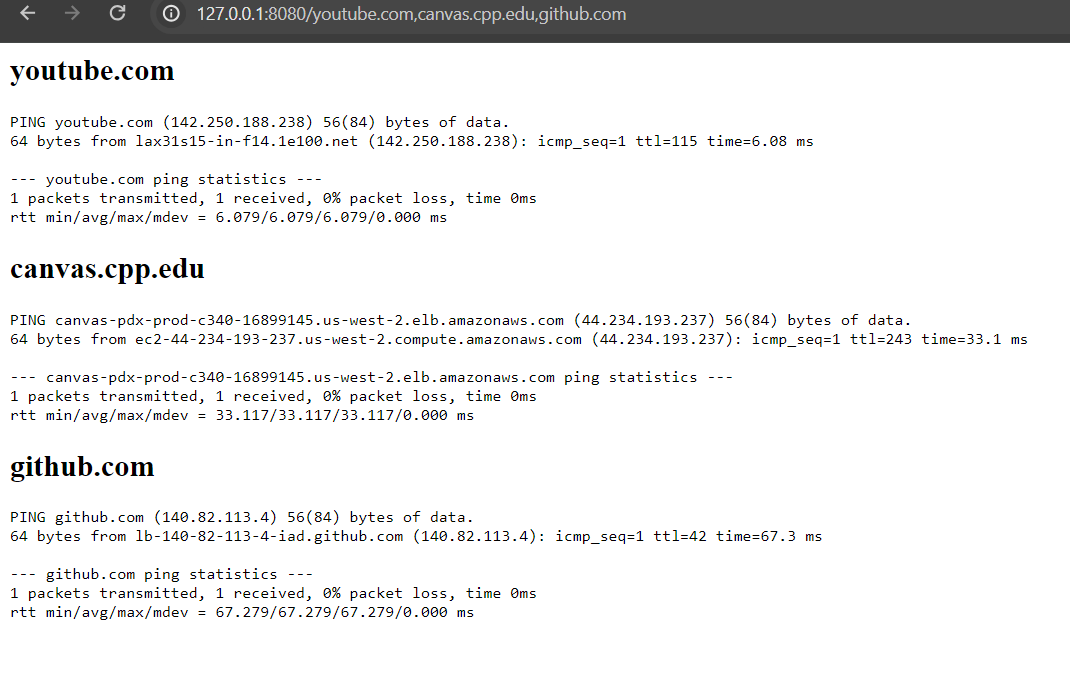 127.0.0.1:8080/youtube.com,canvas.cpp.edu,github.com
youtube.com
PING youtube.com (142.250.188.238) 56(84) bytes of data.
64 bytes from lax31s15-in-f14.1e100.net (142.250.188.238): icmp_seq=1 ttl=115 time=6.08 ms
--- youtube.com ping statistics ---
1 packets transmitted, 1 received, 0% packet loss, time 0ms
rtt min/avg/max/mdev = 6.079/6.079/6.079/0.000 ms
canvas.cpp.edu
PING canvas-pdx-prod-c340-16899145.us-west-2.elb.amazonaws.com (44.234.193.237) 56(84) bytes of data.
64 bytes from ec2-44-234-193-237.us-west-2.compute.amazonaws.com (44.234.193.237): icmp_seq=1 ttl=243 time=33.1 ms
--- canvas-pdx-prod-c340-16899145.us-west-2.elb.amazonaws.com ping statistics ---
1 packets transmitted, 1 received, 0% packet loss, time 0ms
rtt min/avg/max/mdev = 33.117/33.117/33.117/0.000 ms
github.com
PING github.com (140.82.113.4) 56(84) bytes of data.
64 bytes from lb-140-82-113-4-iad.github.com (140.82.113.4): icmp_seq=1 ttl=42 time=67.3 ms
--- github.com ping statistics ---
1 packets transmitted, 1 received, 0% packet loss, time 0ms
rtt min/avg/max/mdev = 67.279/67.279/67.279/0.000 ms